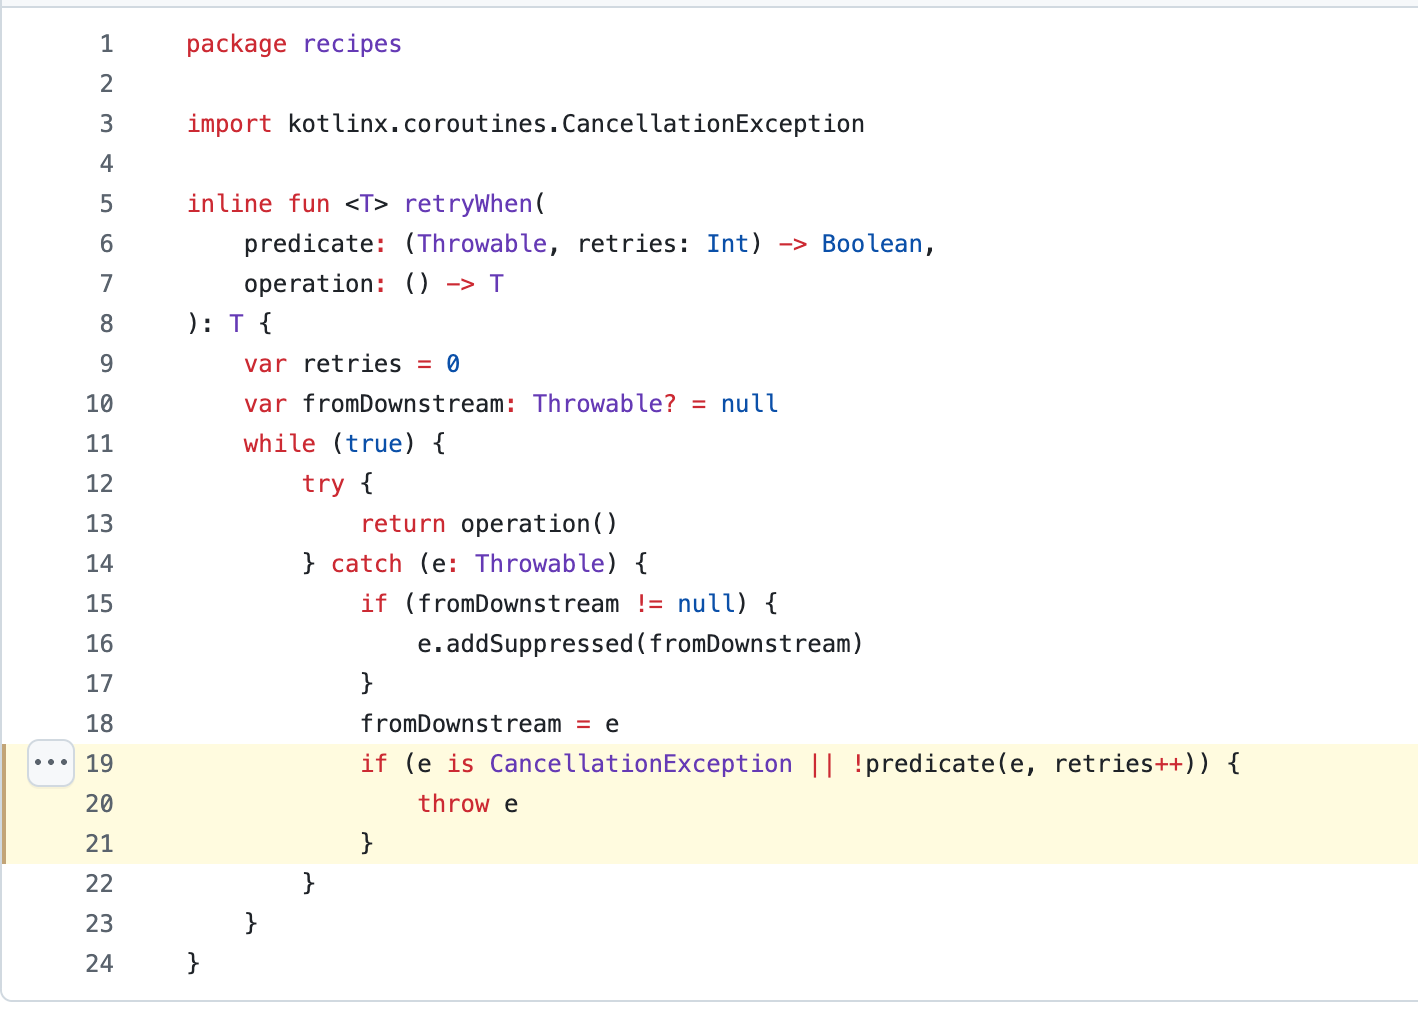 1 package recipes
2
3 import kotlinx.coroutines.CancellationException
4
5 inline fun <T> retryWhen(
6     predicate: (Throwable, retries: Int) -> Boolean,
7     operation: () -> T
8 ): T {
9     var retries = 0
10     var fromDownstream: Throwable? = null
11     while (true) {
12         try {
13             return operation()
14         } catch (e: Throwable) {
15             if (fromDownstream != null) {
16                 e.addSuppressed(fromDownstream)
17             }
18             fromDownstream = e
19             if (e is CancellationException || !predicate(e, retries++)) {
20                 throw e
21             }
22         }
23     }
24 }